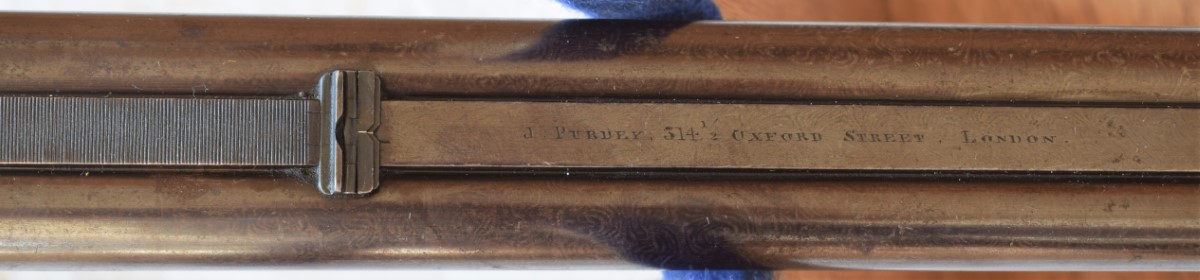 J. PURDEY. 314½ OXFORD STREET. LONDON.